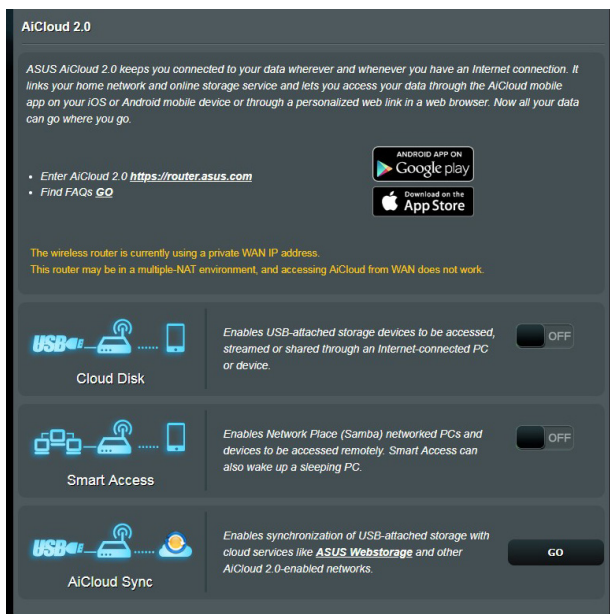 AiCloud 2.0
ASUS AiCloud 2.0 keeps you connected to your data wherever and whenever you have an Internet connection. It
links your home network and online storage service and lets you access your data through the AiCloud mobile
app on your iOS or Android mobile device or through a personalized web link in a web browser. Now all your data
can go where you go.
ANDROID APP ON
Google play
• Enter AiCloud 2.0 https://router.asus.com
• Find FAQs GO
Download on the
App Store
The wireless router is currently using a private WAN IP address.
This router may be in a multiple-NAT environment, and accessing AiCloud from WAN does not work.
USB
Cloud Disk
Enables USB-attached storage devices to be accessed,
streamed or shared through an Internet-connected PC
or device.
OFF
Smart Access
Enables Network Place (Samba) networked PCs and
devices to be accessed remotely. Smart Access can
also wake up a sleeping PC.
OFF
USB
AiCloud Sync
Enables synchronization of USB-attached storage with
cloud services like ASUS Webstorage and other
AiCloud 2.0-enabled networks.
GO